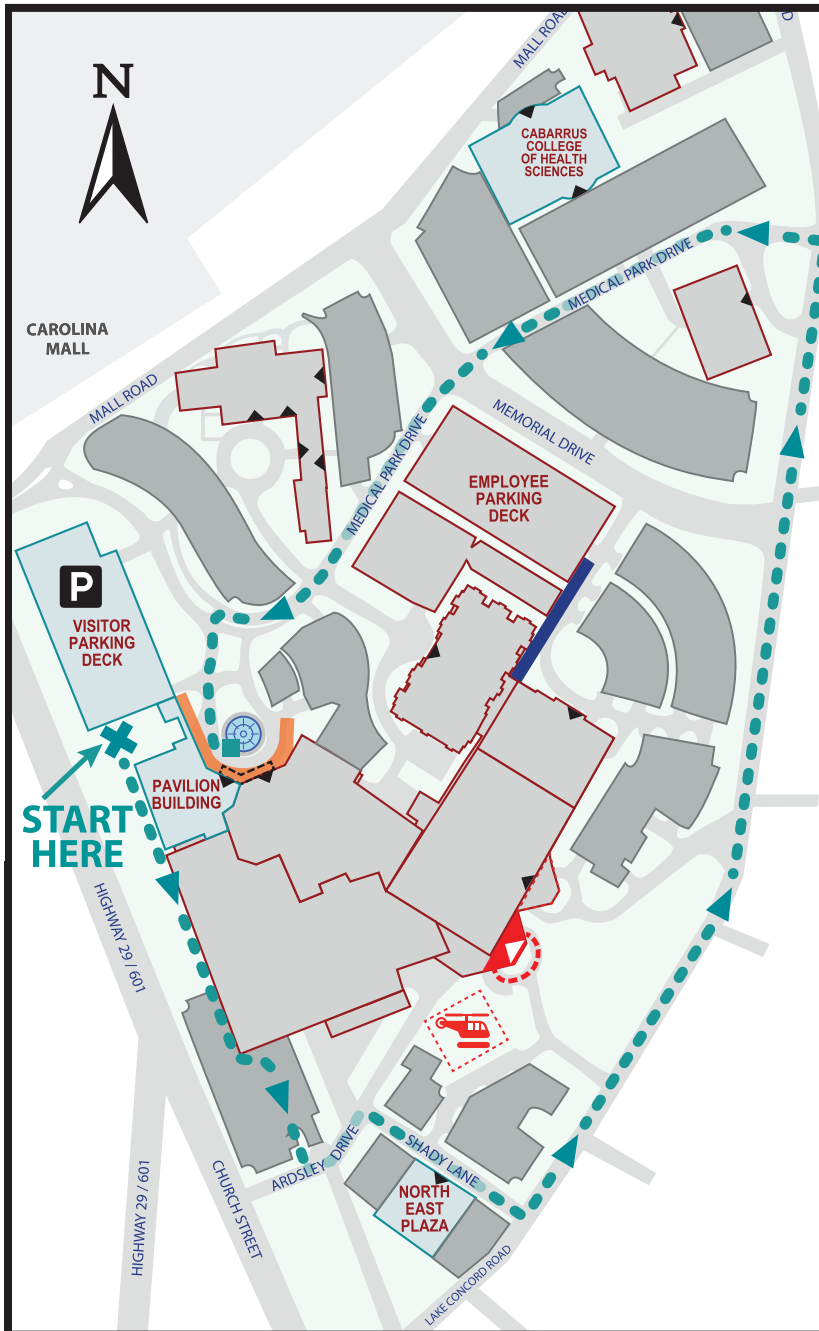 MALL ROAD
D
N
CABARRUS
COLLEGE
OF HEALTH
SCIENCES
MEDICAL PARK DRIVE
CAROLINA
MALL
MALL ROAD
MEMORIAL DRIVE
MEDICAL PARK DRIVE
EMPLOYEE
PARKING
DECK
P
VISITOR
PARKING
DECK
PAVILION
BUILDING
START
HERE
HIGHWAY 29 / 601
ARDSLEY DRIVE
SHADY LANE
NORTH
EAST
PLAZA
HIGHWAY 29 / 601
CHURCH STREET
LAKE CONCORD ROAD